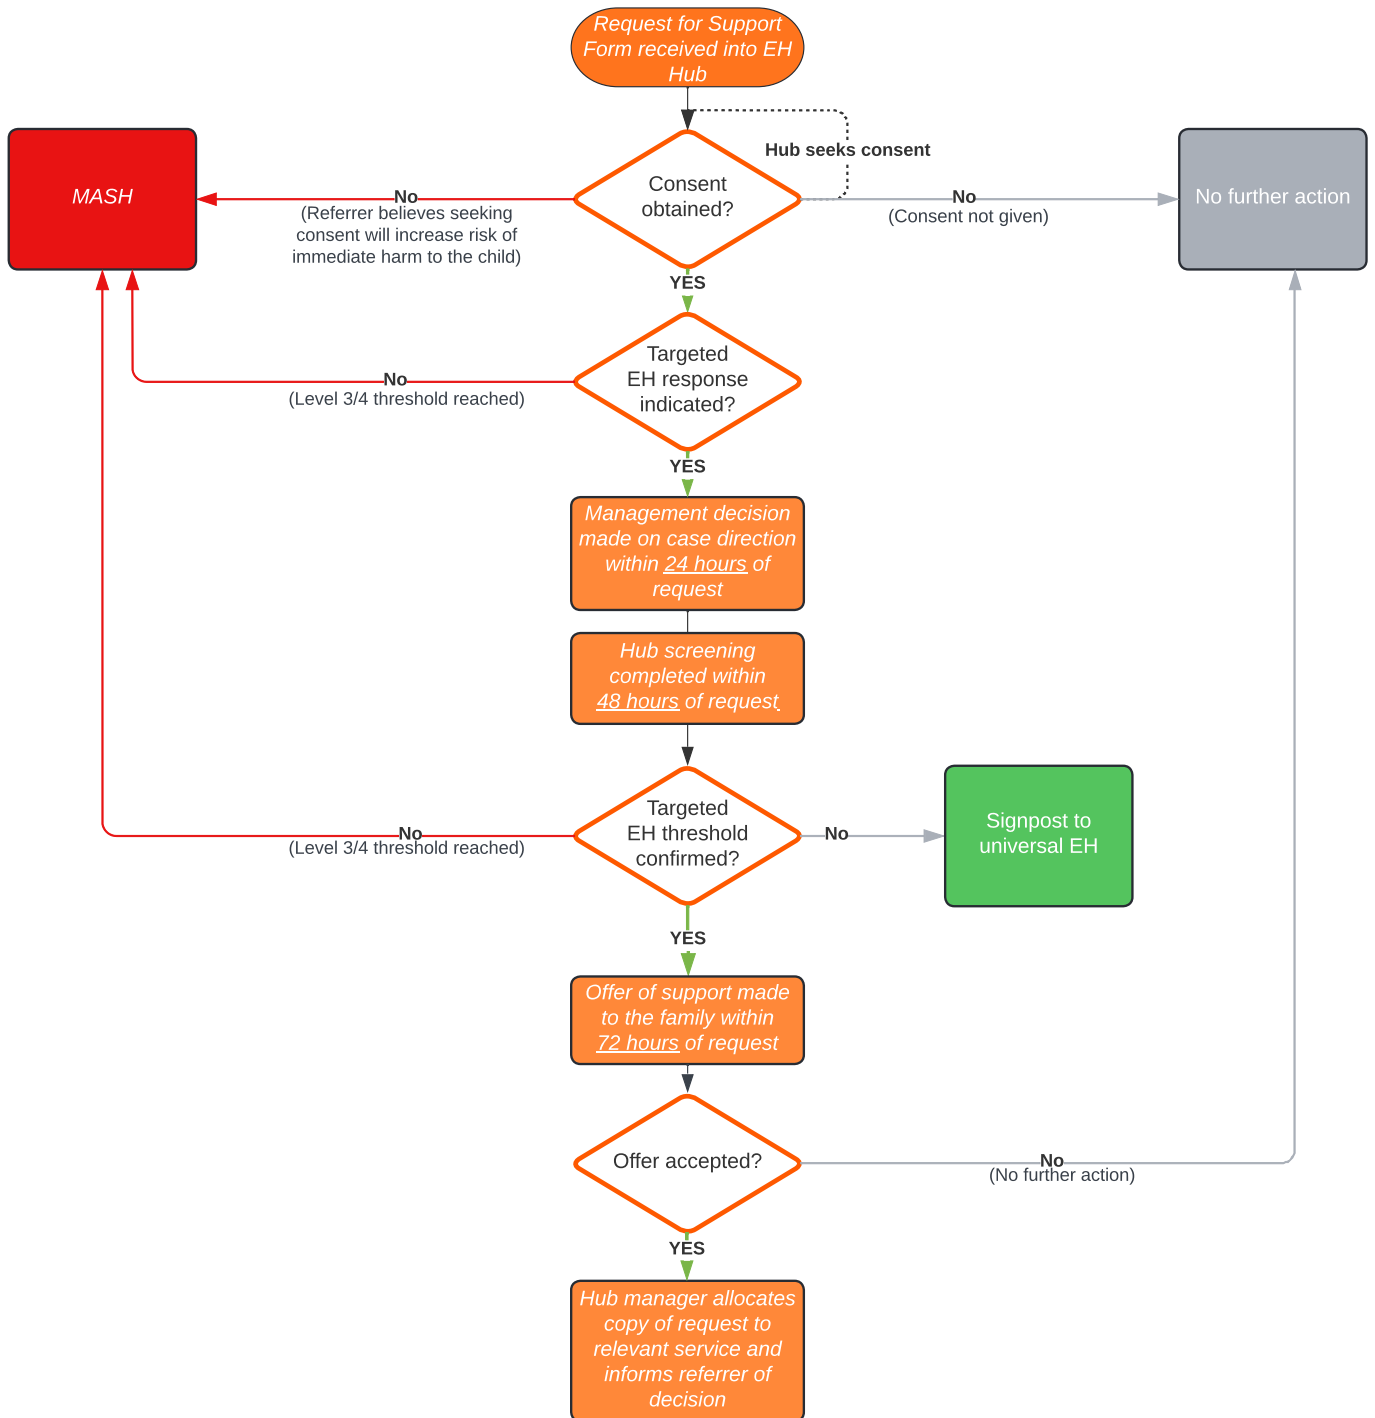 Request for Support
Form received into EH
Hub
Hub seeks consent
MASH
Consent
obtained?
No further action
No
(Referrer believes seeking
consent will increase risk of
immediate harm to the child)
No
(Consent not given)
YES
Targeted
EH response
indicated?
No
(Level 3/4 threshold reached)
YES
Management decision
made on case direction
within 24 hours of
request
Hub screening
completed within
48 hours of request
Targeted
EH threshold
confirmed?
No
(Level 3/4 threshold reached)
No
Signpost to
universal EH
YES
Offer of support made
to the family within
72 hours of request
Offer accepted?
No
(No further action)
YES
Hub manager allocates
copy of request to
relevant service and
informs referrer of
decision